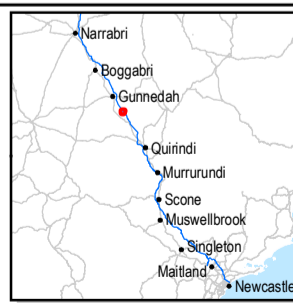 Narrabri
Boggabri
Gunnedah
Quirindi
Murrurundi
Scone
Muswellbrook
Singleton
Maitland
Newcastle